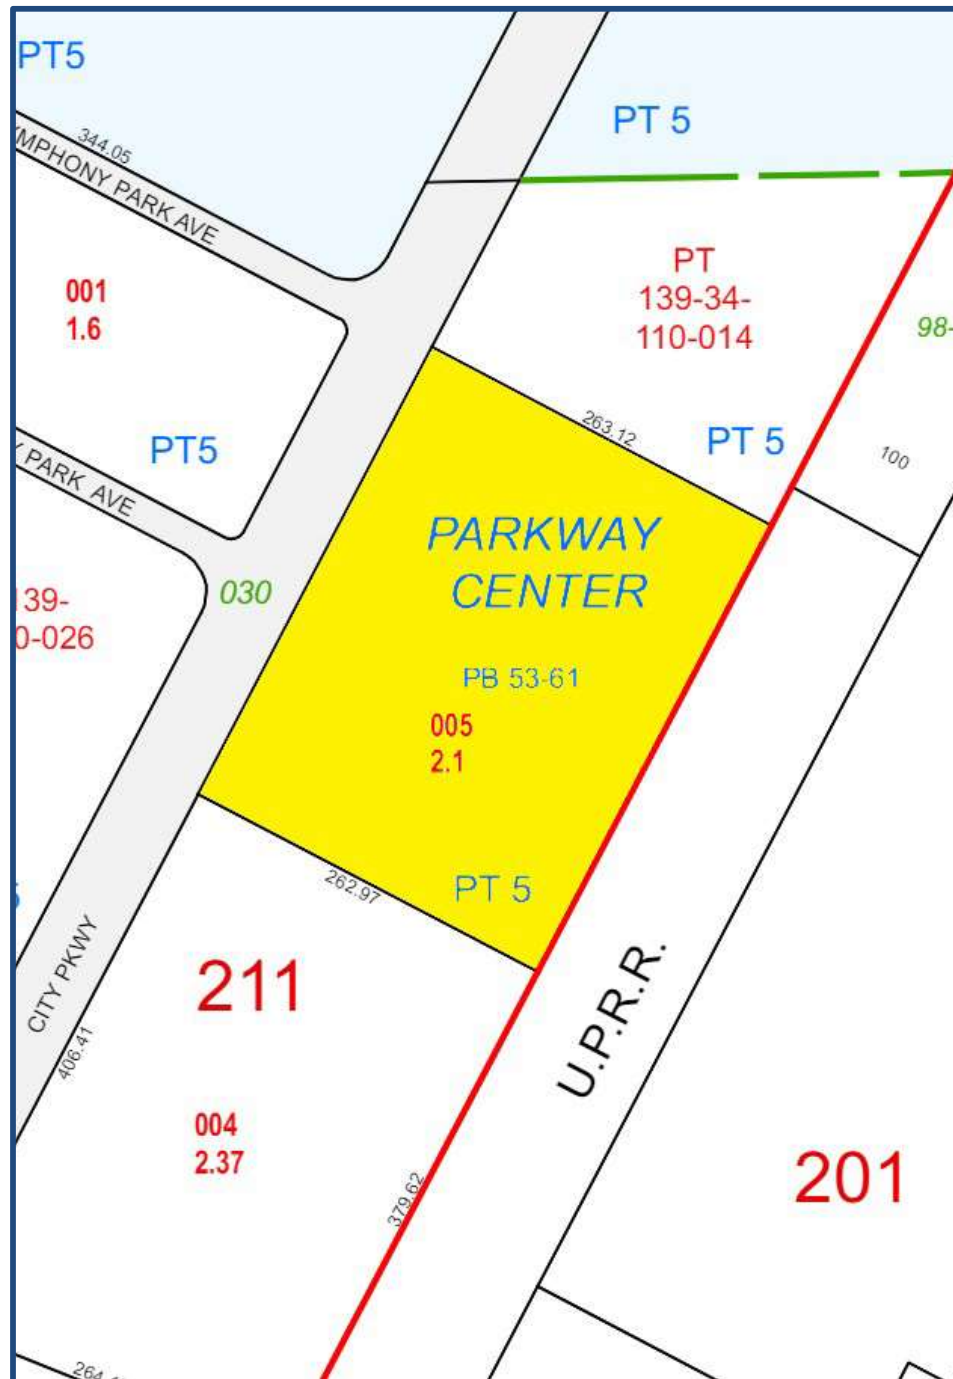 PT5
PT 5
344.05
YMPHONY PARK AVE
PT
139-34-
110-014
001
1.6
98-
263.12
PT 5
PT5
100
PARK AVE
PARKWAY
CENTER
030
139-
0-026
PB 53-61
005
2.1
262.97
PT 5
CITY PKWY
211
U.P.R.R.
406.41
004
2.37
201
379.62
264.